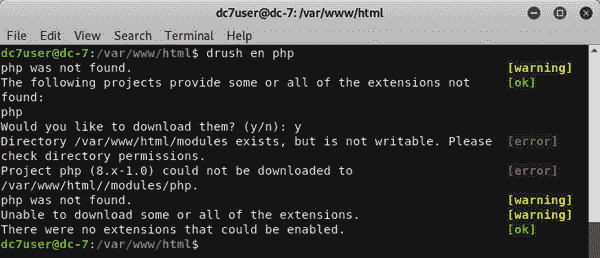 dc7user@dc-7: /var/www/html
File Edit View Search Terminal Help
dc7user@dc-7:/var/www/html$ drush en php
php was not found. [warning]
The following projects provide some or all of the extensions not [ok]
found:
php
Would you like to download them? (y/n): y
Directory /var/www/html/modules exists, but is not writable. Please [error]
check directory permissions.
Project php (8.x-1.0) could not be downloaded to [error]
/var/www/html//modules/php.
php was not found. [warning]
Unable to download some or all of the extensions. [warning]
There were no extensions that could be enabled. [ok]
dc7user@dc-7:/var/www/html$